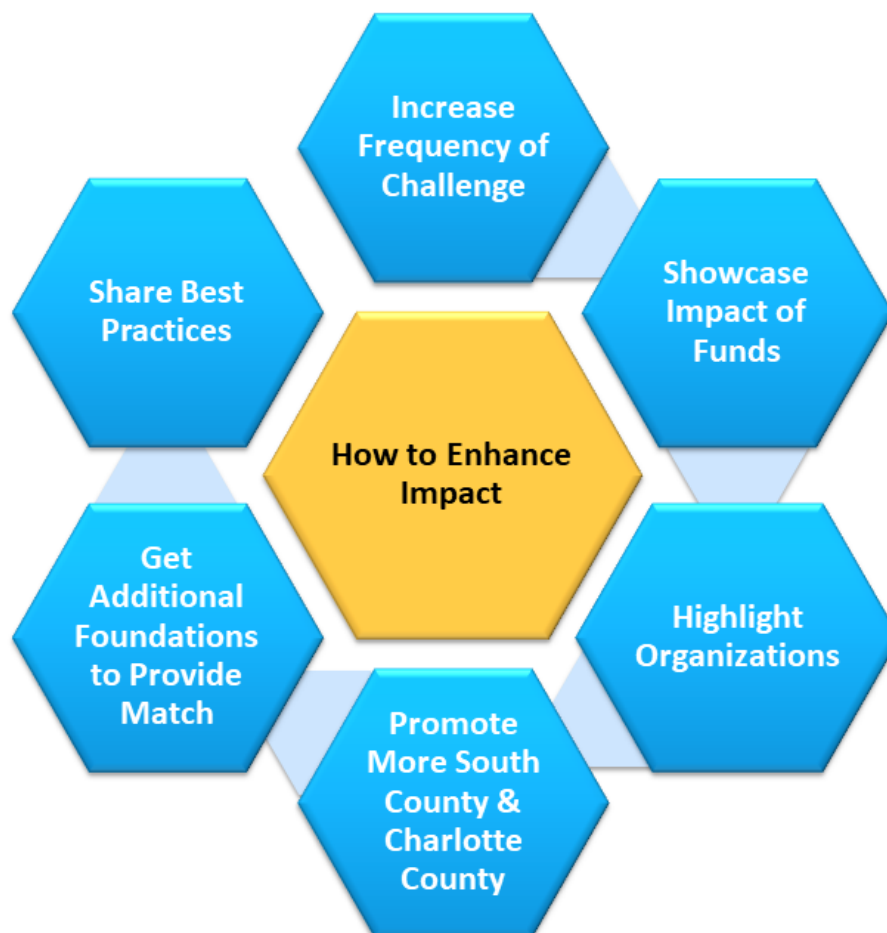 Increase
Frequency of
Challenge
Showcase
Impact of
Funds
Highlight
Organizations
Promote
More South
County &
Charlotte
County
Get
Additional
Foundations
to Provide
Match
Share Best
Practices
How to Enhance
Impact